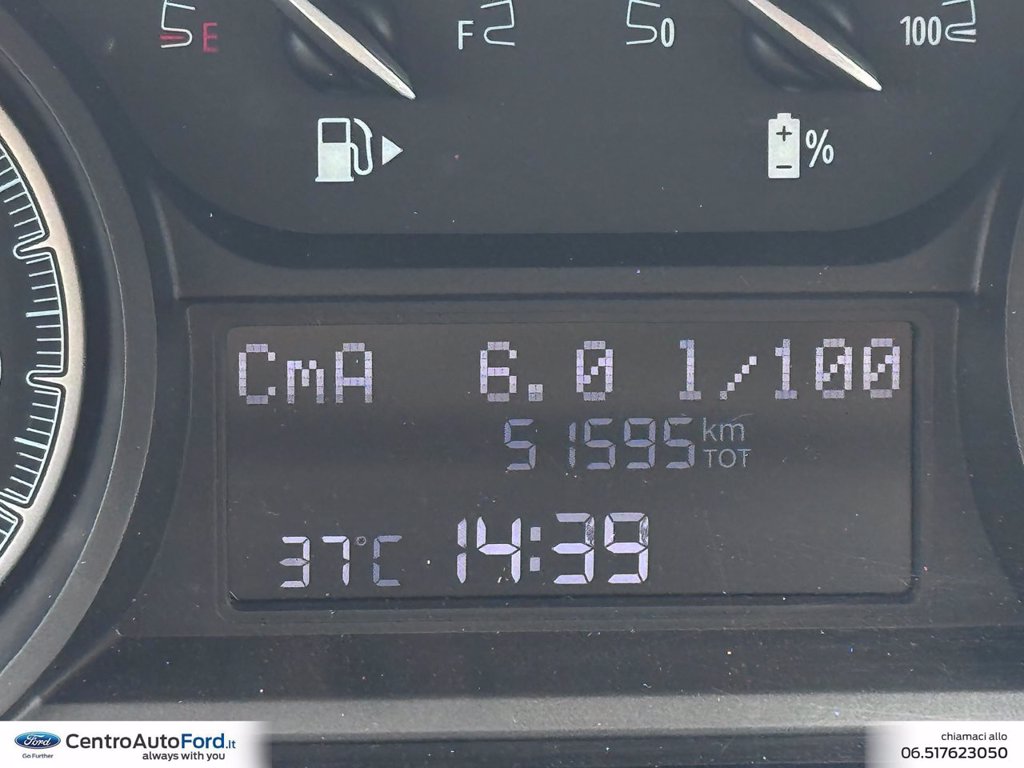 E F 50 100
%
CmA 6.0 l/100
51595 km
TOT
37°C 14:39
Ford
Go Further
CentroAutoFord.it
always with you
chiamaci allo
06.517623050